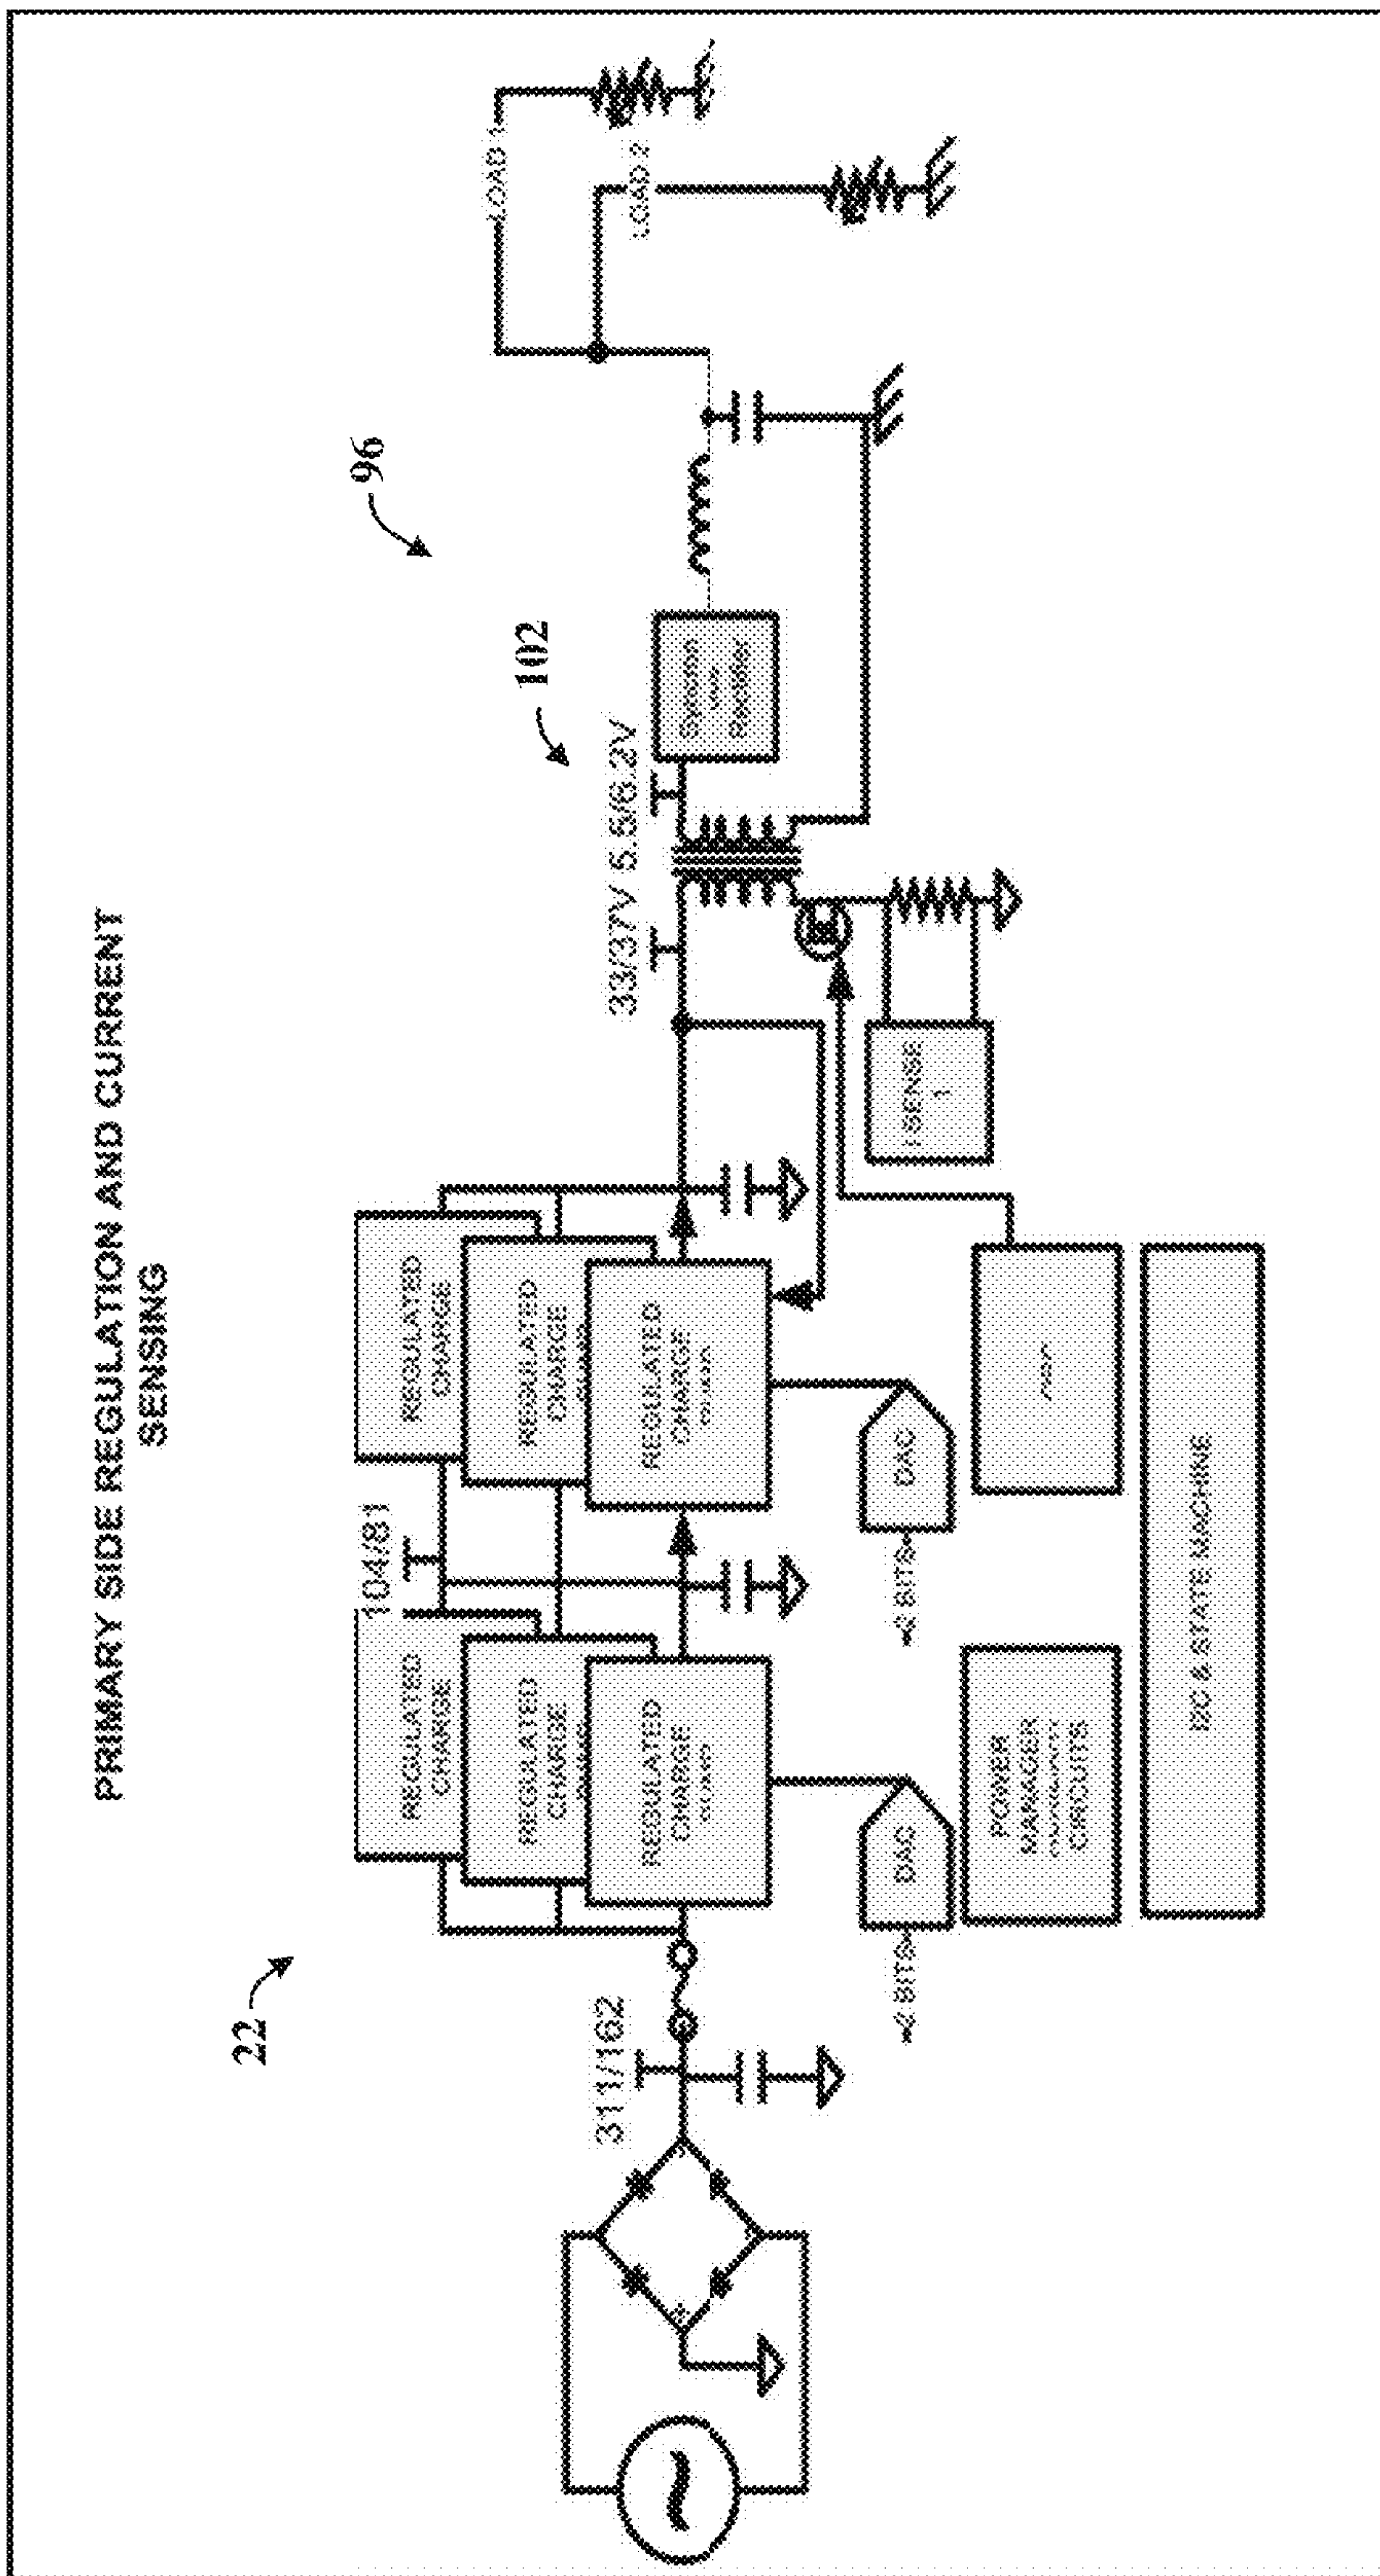 PRIMARY SIDE REGULATION AND CURRENT
SENSING
22
96
102
311/162
104/81
33/37V 5.5/6.2V
LOAD 1
LOAD 2
REGULATED
CHARGE
REGULATED
CHARGE
REGULATED
CHARGE
REGULATED
CHARGE
REGULATED
CHARGE
REGULATED
CHARGE
I SENSE
1
DAC
BITS
DAC
BITS
POWER
MANAGER
CIRCUITS
I2C & STATE MACHINE